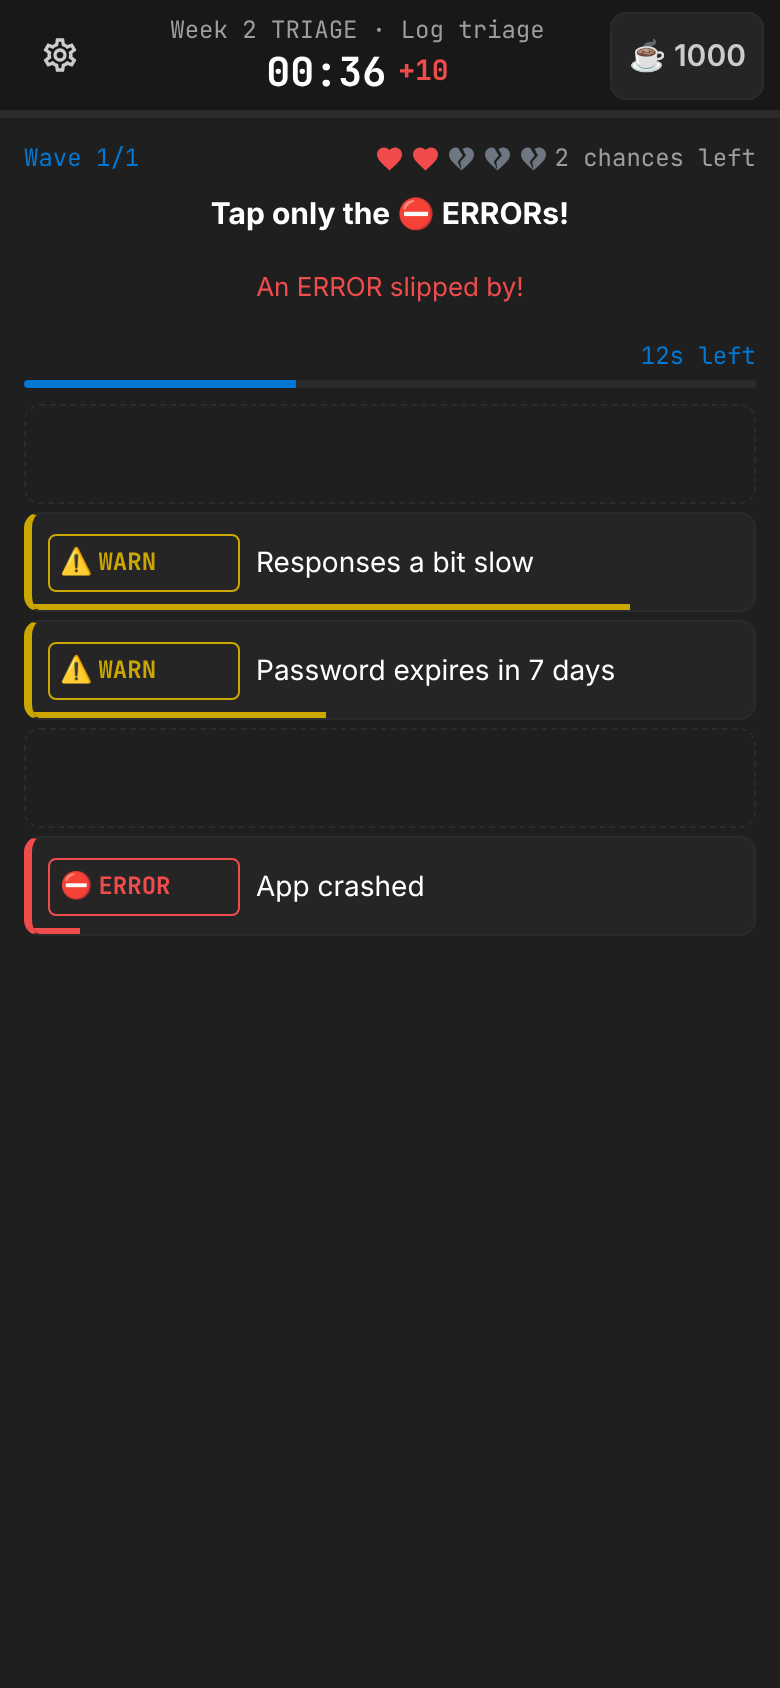 Week 2 TRIAGE · Log triage
00:36 +10
☕ 1000
Wave 1/1
2 chances left
Tap only the ⛔ ERRORs!
An ERROR slipped by!
12s left
⚠️ WARN Responses a bit slow
⚠️ WARN Password expires in 7 days
⛔ ERROR App crashed